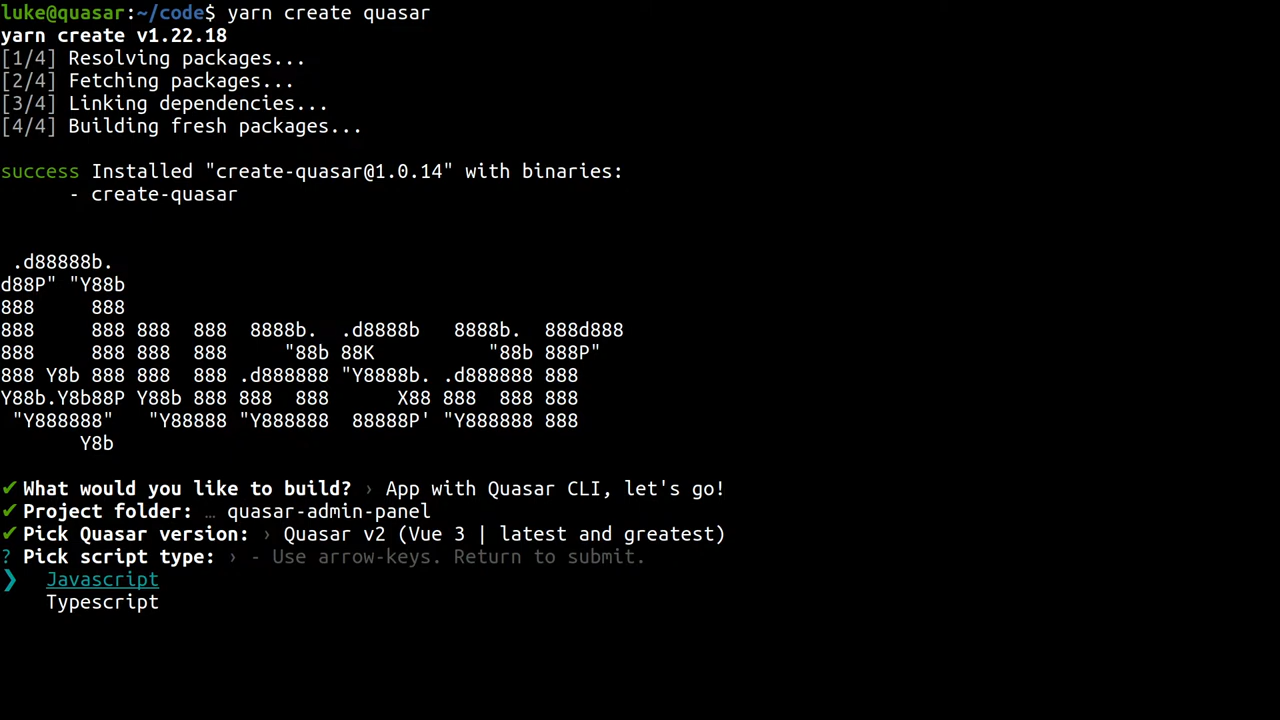 luke@quasar:~/code$ yarn create quasar
yarn create v1.22.18
[1/4] Resolving packages...
[2/4] Fetching packages...
[3/4] Linking dependencies...
[4/4] Building fresh packages...
success Installed "create-quasar@1.0.14" with binaries:
      - create-quasar
 .d88888b.
d88P" "Y88b
888     888
888     888 888  888  8888b.  .d8888b   8888b.  888d888
888     888 888  888     "88b 88K          "88b 888P"
888 Y8b 888 888  888 .d888888 "Y8888b. .d888888 888
Y88b.Y8b88P Y88b 888 888  888      X88 888  888 888
 "Y888888"   "Y88888 "Y888888  88888P' "Y888888 888
       Y8b
✔ What would you like to build? › App with Quasar CLI, let's go!
✔ Project folder: … quasar-admin-panel
✔ Pick Quasar version: › Quasar v2 (Vue 3 | latest and greatest)
? Pick script type: › - Use arrow-keys. Return to submit.
❯   Javascript
    Typescript